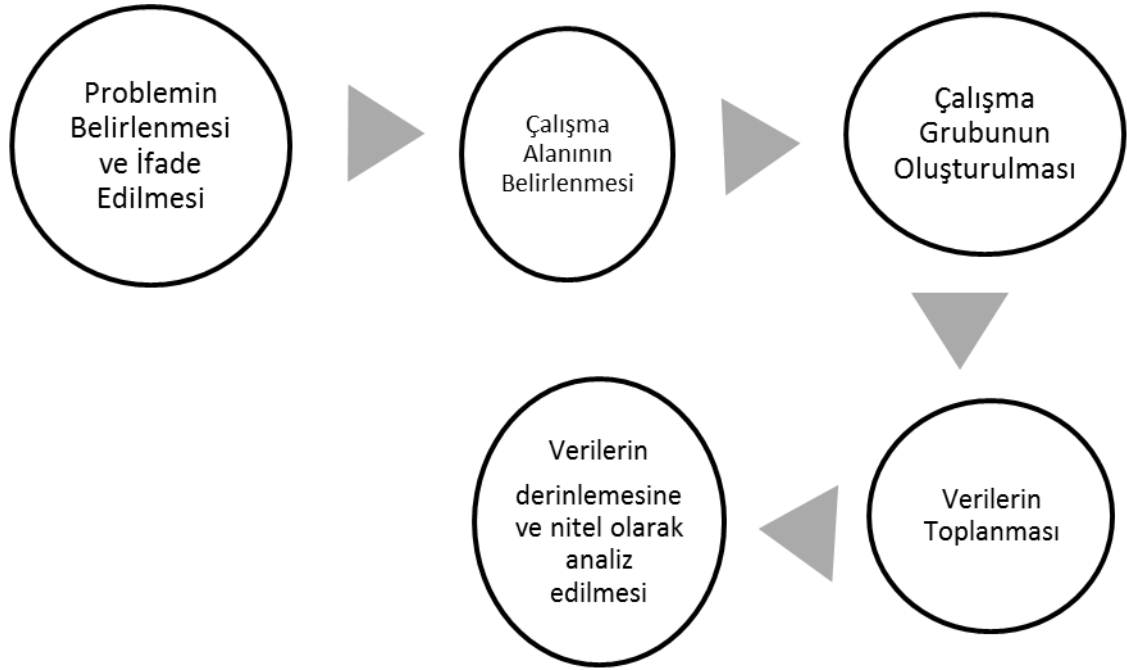 Problemin
Belirlenmesi
ve İfade
Edilmesi
Çalışma
Alanının
Belirlenmesi
Çalışma
Grubunun
Oluşturulması
Verilerin
Toplanması
Verilerin
derinlemesine
ve nitel olarak
analiz
edilmesi